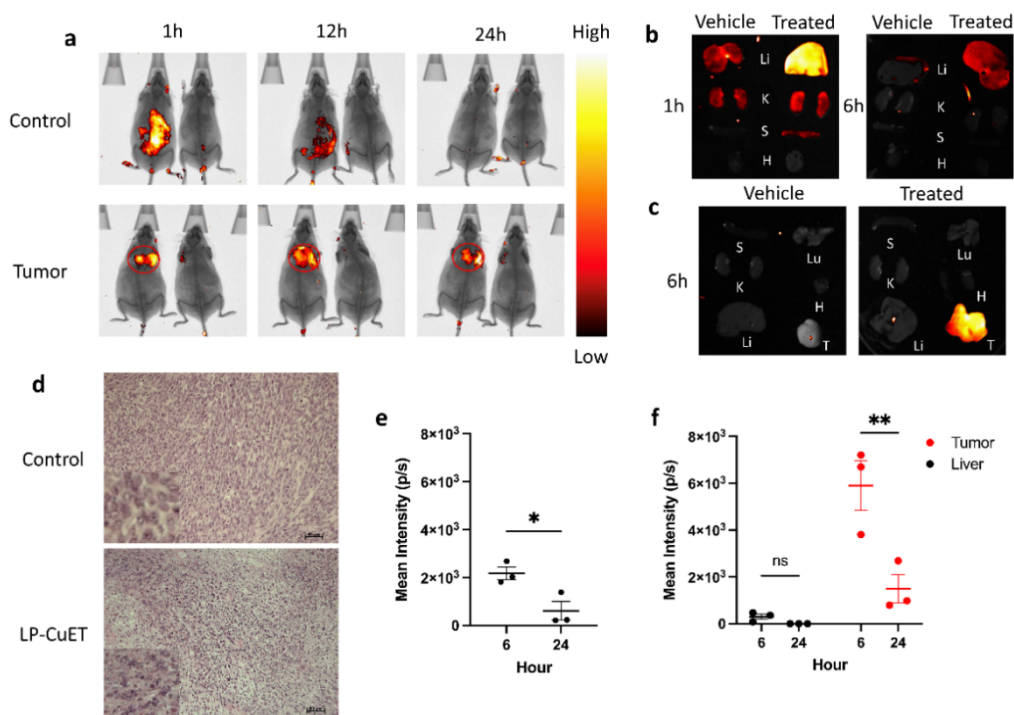 a
1h 12h 24h
High
Control
Tumor
Low
b
Vehicle Treated
Vehicle Treated
1h
Li
K
S
H
6h
Li
K
S
H
c
Vehicle Treated
6h
S Lu
K H
Li T
S Lu
K H
Li T
d
Control
LP-CuET
e
Mean Intensity (p/s)
8×10³
6×10³
4×10³
2×10³
0
*
6 24
Hour
f
Mean Intensity (p/s)
8×10³
6×10³
4×10³
2×10³
0
ns
**
6 24 6 24
Hour
Tumor
Liver